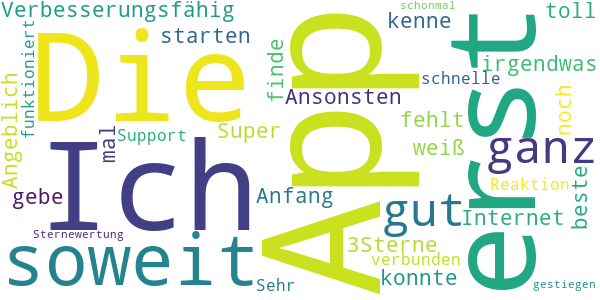 Verbesserungsfähig
schonmal
toll
funktioniert
Die
starten
App
kenne
erst
finde
irgendwas
schnelle
Angeblich
Ansonsten
noch
mal
Support
Super
fehlt
weiß
ganz
Ich
gebe
Anfang
gut
Reaktion
beste
Internet
Sternewertung
soweit
3Sterne
verbunden
konnte
Sehr
gestiegen